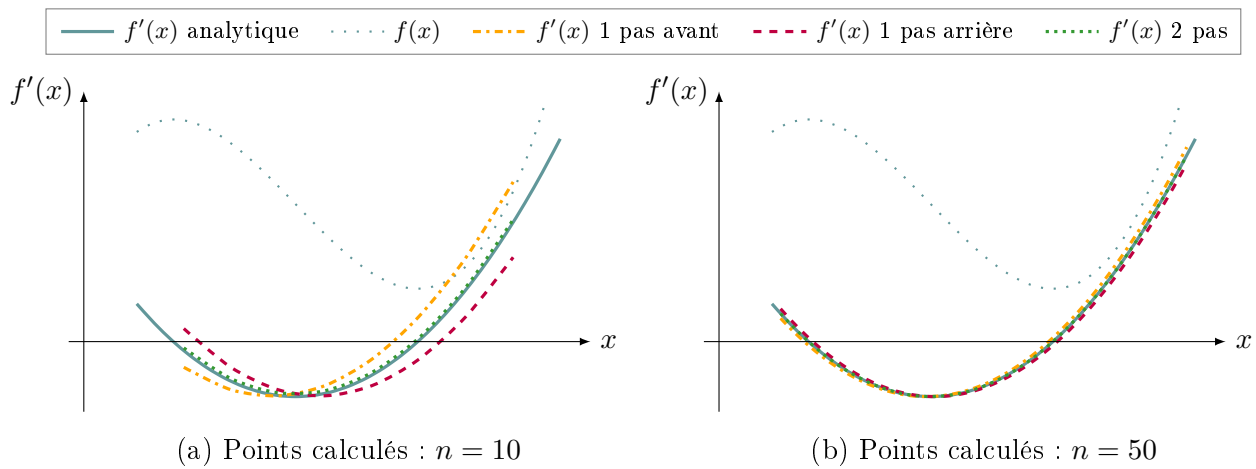 f′(x) analytique f(x) f′(x) 1 pas avant f′(x) 1 pas arrière f′(x) 2 pas
f′(x)
x
(a) Points calculés : n = 10
f′(x)
x
(b) Points calculés : n = 50